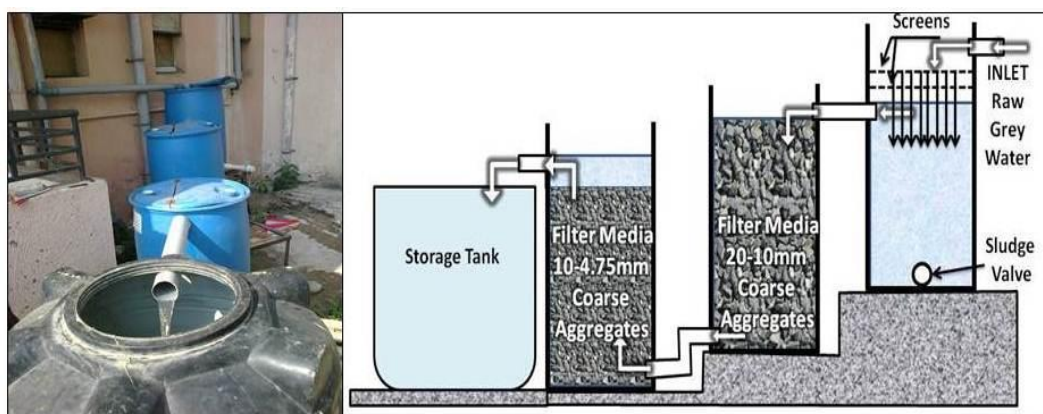 Screens
INLET
Raw
Grey
Water
Sludge
Valve
Filter Media
20-10mm
Coarse
Aggregates
Filter Media
10-4.75mm
Coarse
Aggregates
Storage Tank